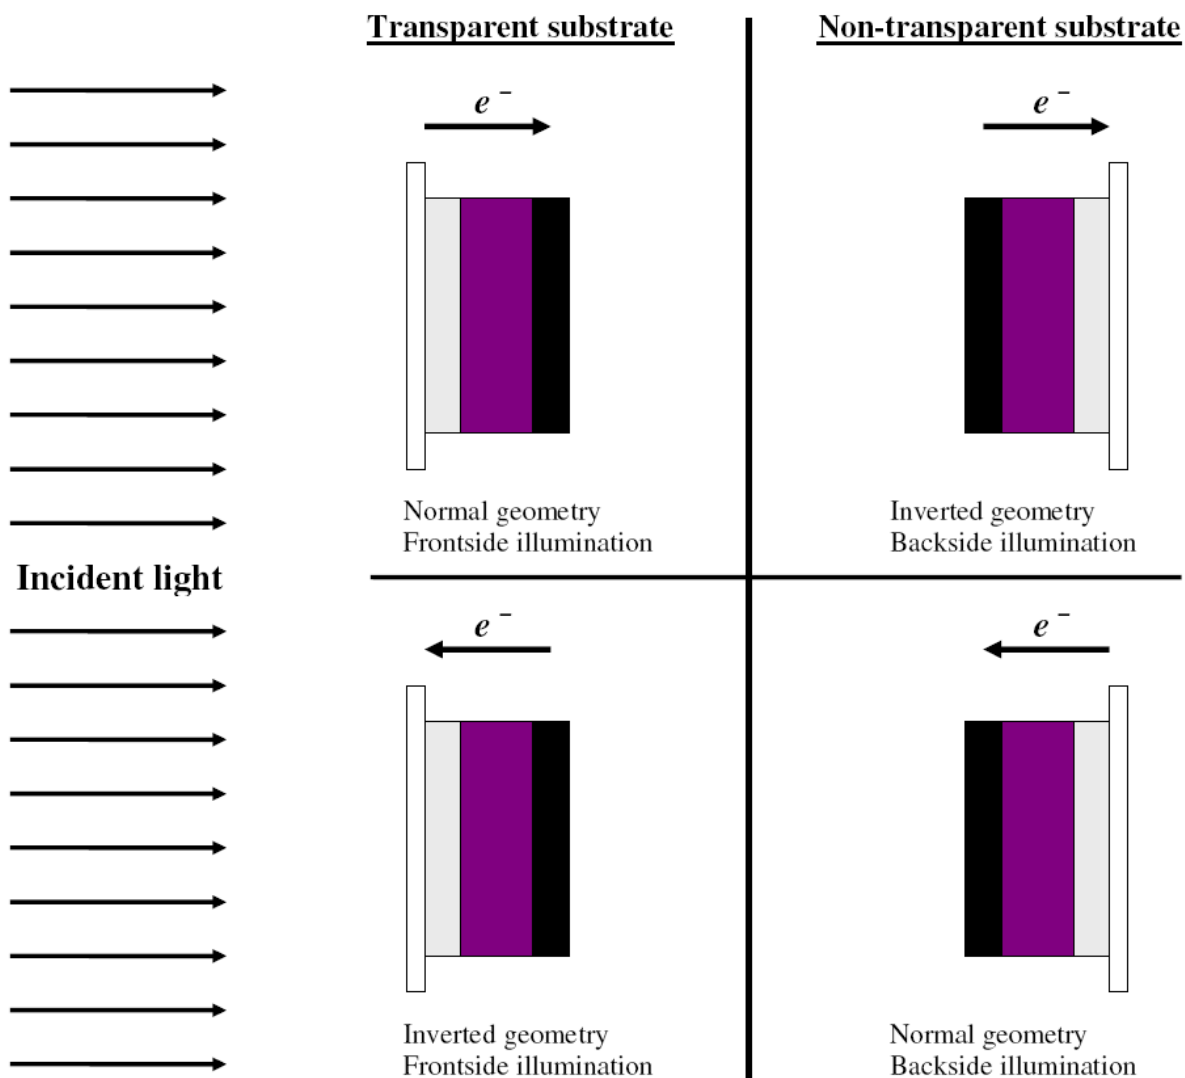 Transparent substrate
Non-transparent substrate
e⁻
e⁻
Normal geometry
Frontside illumination
Inverted geometry
Backside illumination
Incident light
e⁻
e⁻
Inverted geometry
Frontside illumination
Normal geometry
Backside illumination